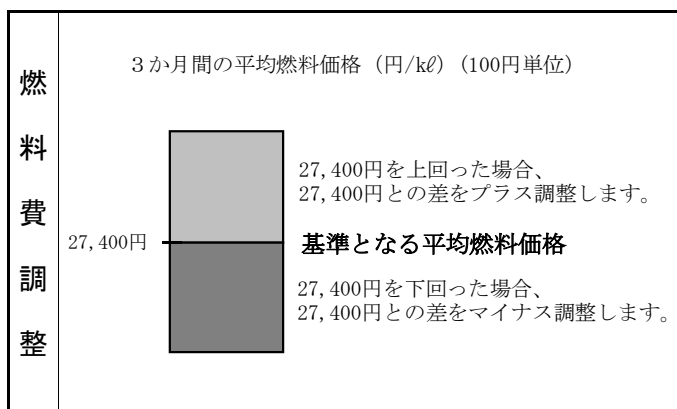 燃料費調整
３か月間の平均燃料価格（円/kℓ）（100円単位）
27,400円を上回った場合、
27,400円との差をプラス調整します。
27,400円
基準となる平均燃料価格
27,400円を下回った場合、
27,400円との差をマイナス調整します。